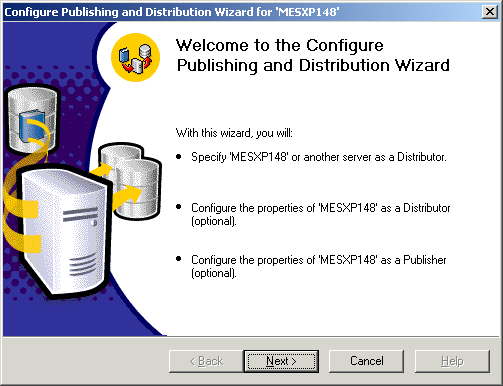 Configure Publishing and Distribution Wizard for 'MESXP148'
Welcome to the Configure
Publishing and Distribution Wizard
With this wizard, you will:
• Specify 'MESXP148' or another server as a Distributor.
• Configure the properties of 'MESXP148' as a Distributor
(optional).
• Configure the properties of 'MESXP148' as a Publisher
(optional).
< Back
Next >
Cancel
Help